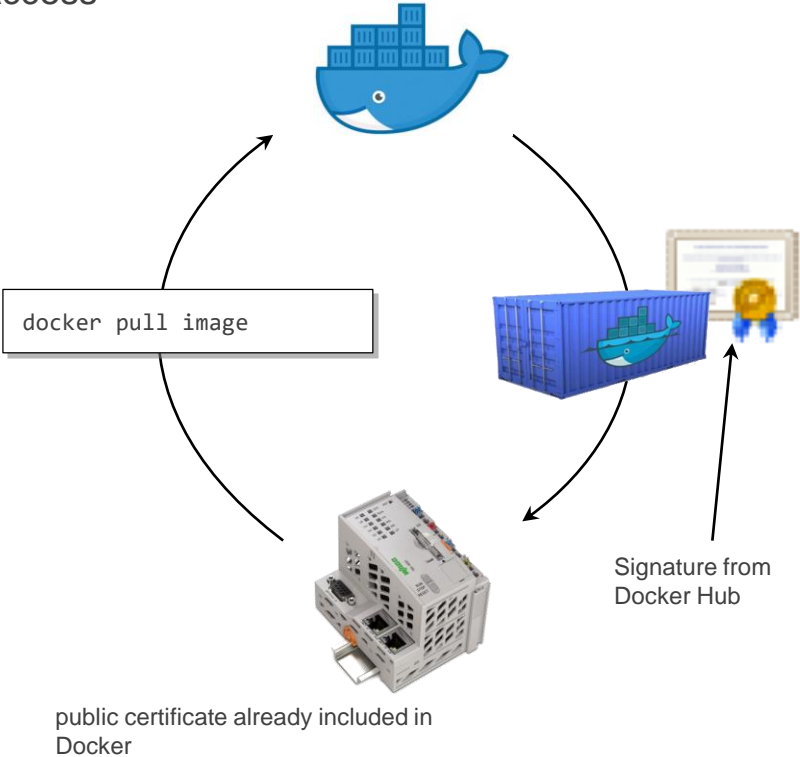 docker pull image
Signature from
Docker Hub
public certificate already included in
Docker